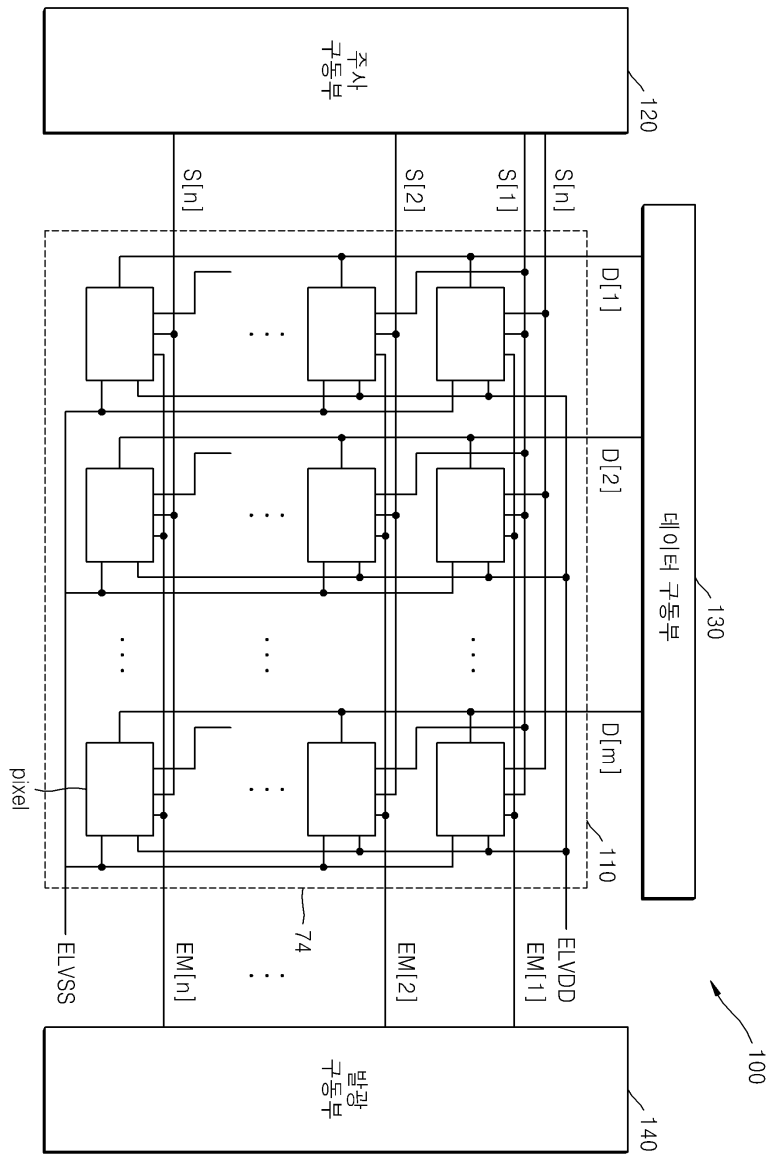 100
130
데이터 구동부
120
140
D[1]
D[2]
D[m]
110
S[n]
ELVDD
S[1]
EM[1]
S[2]
EM[2]
주사
구동부
발광
구동부
74
S[n]
EM[n]
ELVSS
pixel